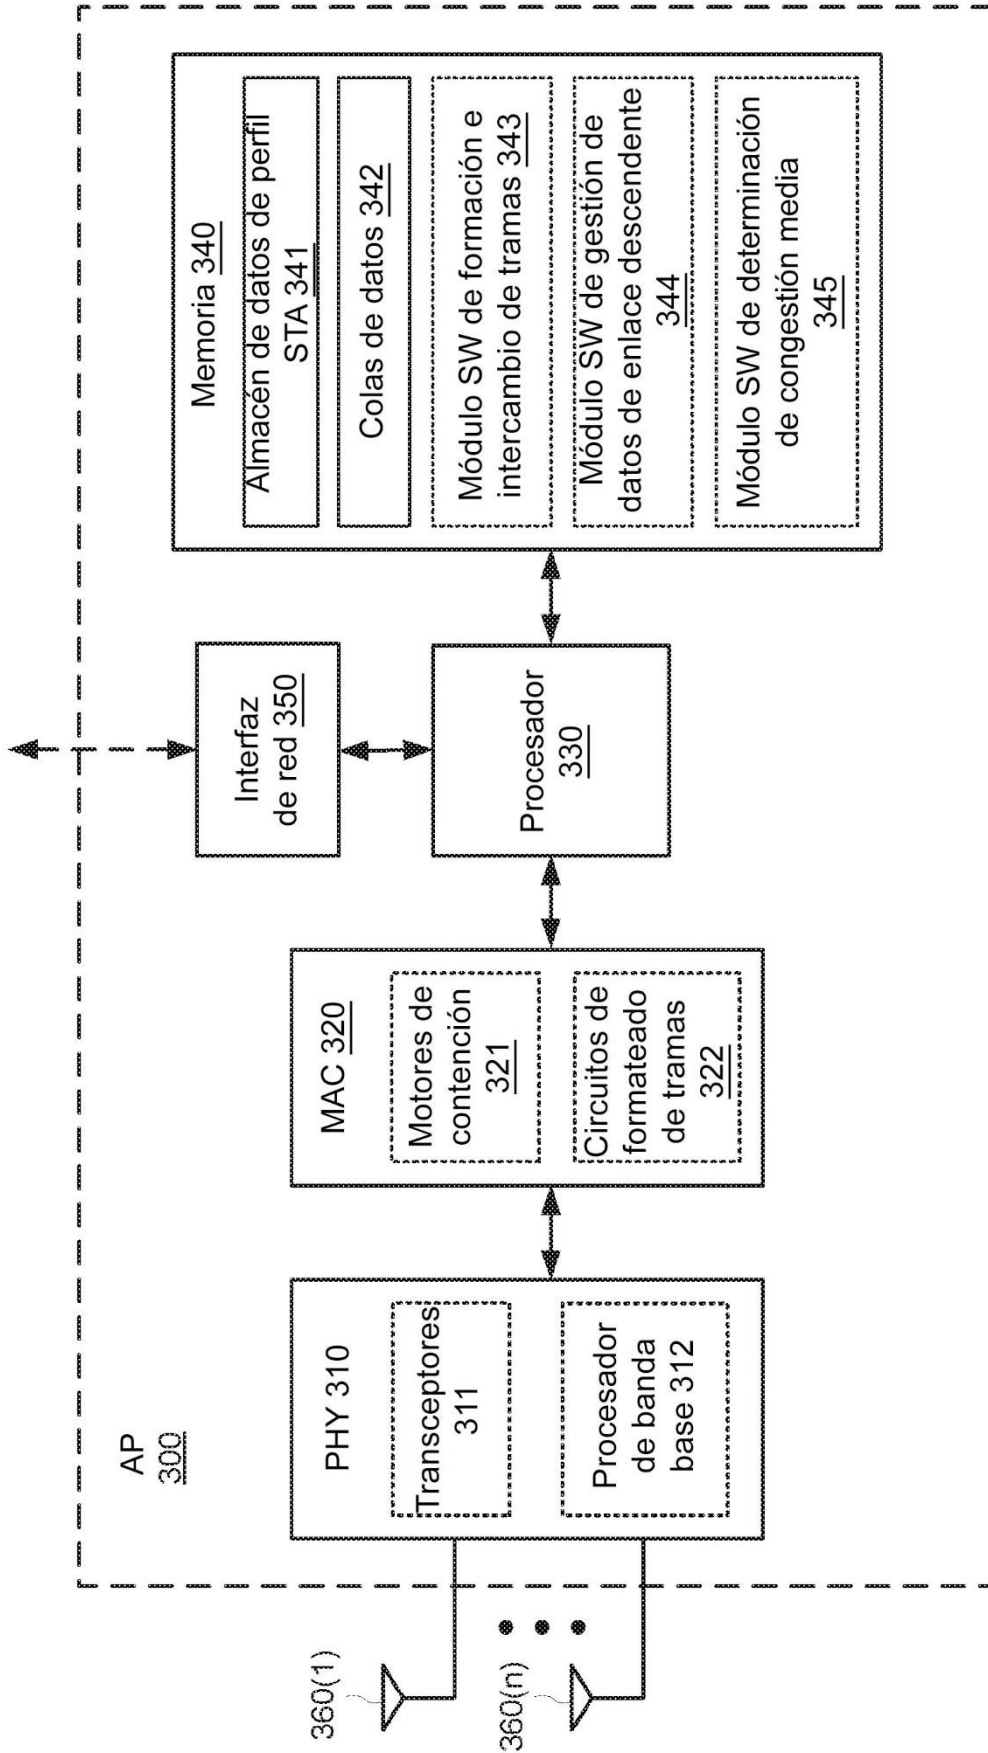 AP
300
360(1)
360(n)
PHY 310
Transceptores
311
Procesador
de banda
base 312
MAC 320
Motores de
contención
321
Circuitos de
formateado
de tramas
322
Interfaz
de red 350
Procesador
330
Memoria 340
Almacén de datos de perfil
STA 341
Colas de datos 342
Módulo SW de formación e
intercambio de tramas 343
Módulo SW de gestión de
datos de enlace descendente
344
Módulo SW de determinación
de congestión media
345